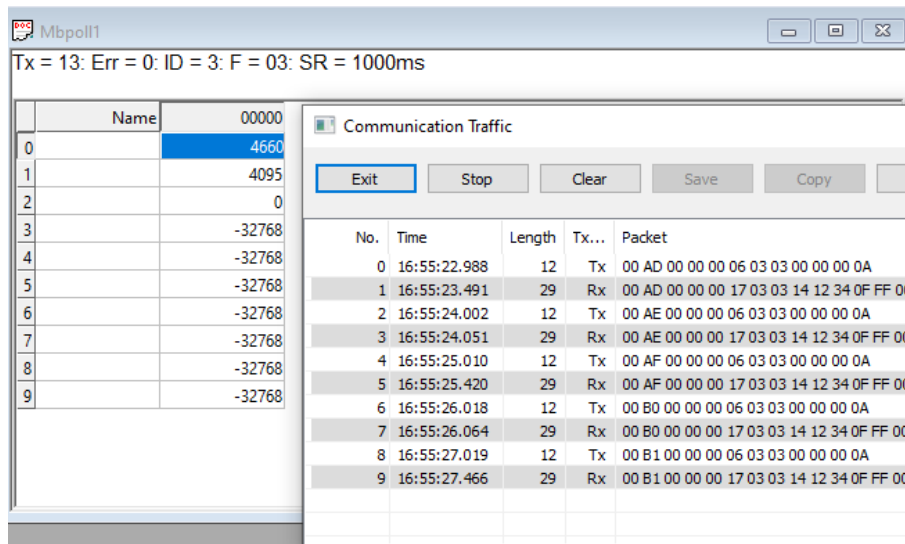 Mbpoll1
Tx = 13: Err = 0: ID = 3: F = 03: SR = 1000ms
Name 00000
0 4660
1 4095
2 0
3 -32768
4 -32768
5 -32768
6 -32768
7 -32768
8 -32768
9 -32768
Communication Traffic
Exit Stop Clear Save Copy
No. Time Length Tx... Packet
0 16:55:22.988 12 Tx 00 AD 00 00 00 06 03 03 00 00 00 0A
1 16:55:23.491 29 Rx 00 AD 00 00 00 17 03 03 14 12 34 0F FF 00
2 16:55:24.002 12 Tx 00 AE 00 00 00 06 03 03 00 00 00 0A
3 16:55:24.051 29 Rx 00 AE 00 00 00 17 03 03 14 12 34 0F FF 00
4 16:55:25.010 12 Tx 00 AF 00 00 00 06 03 03 00 00 00 0A
5 16:55:25.420 29 Rx 00 AF 00 00 00 17 03 03 14 12 34 0F FF 00
6 16:55:26.018 12 Tx 00 B0 00 00 00 06 03 03 00 00 00 0A
7 16:55:26.064 29 Rx 00 B0 00 00 00 17 03 03 14 12 34 0F FF 00
8 16:55:27.019 12 Tx 00 B1 00 00 00 06 03 03 00 00 00 0A
9 16:55:27.466 29 Rx 00 B1 00 00 00 17 03 03 14 12 34 0F FF 00